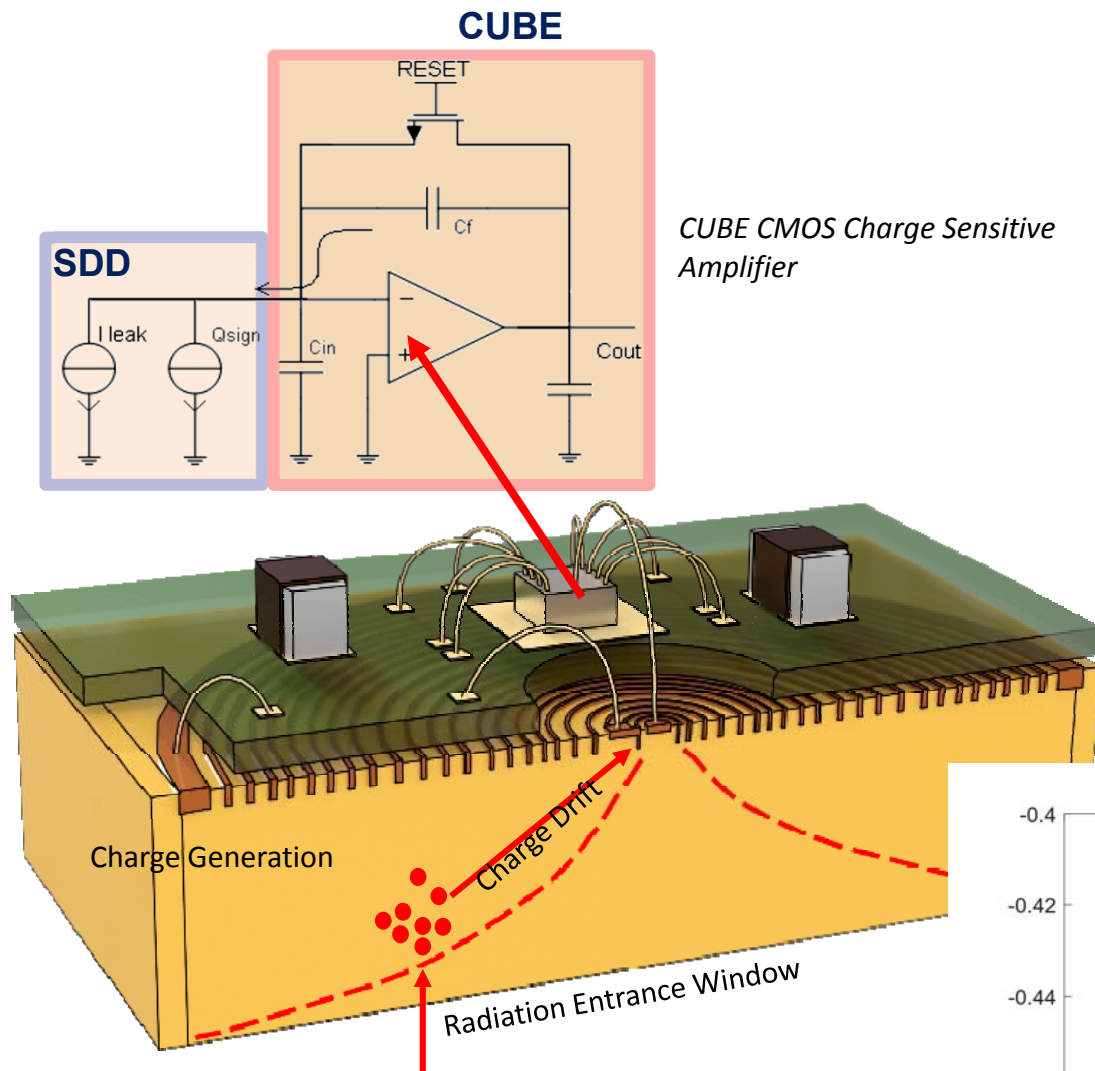 CUBE
RESET
Cf
SDD
I leak
Qsign
Cin
−
+
Cout
CUBE CMOS Charge Sensitive
Amplifier
Charge Drift
Charge Generation
Radiation Entrance Window
-0.4
-0.42
-0.44